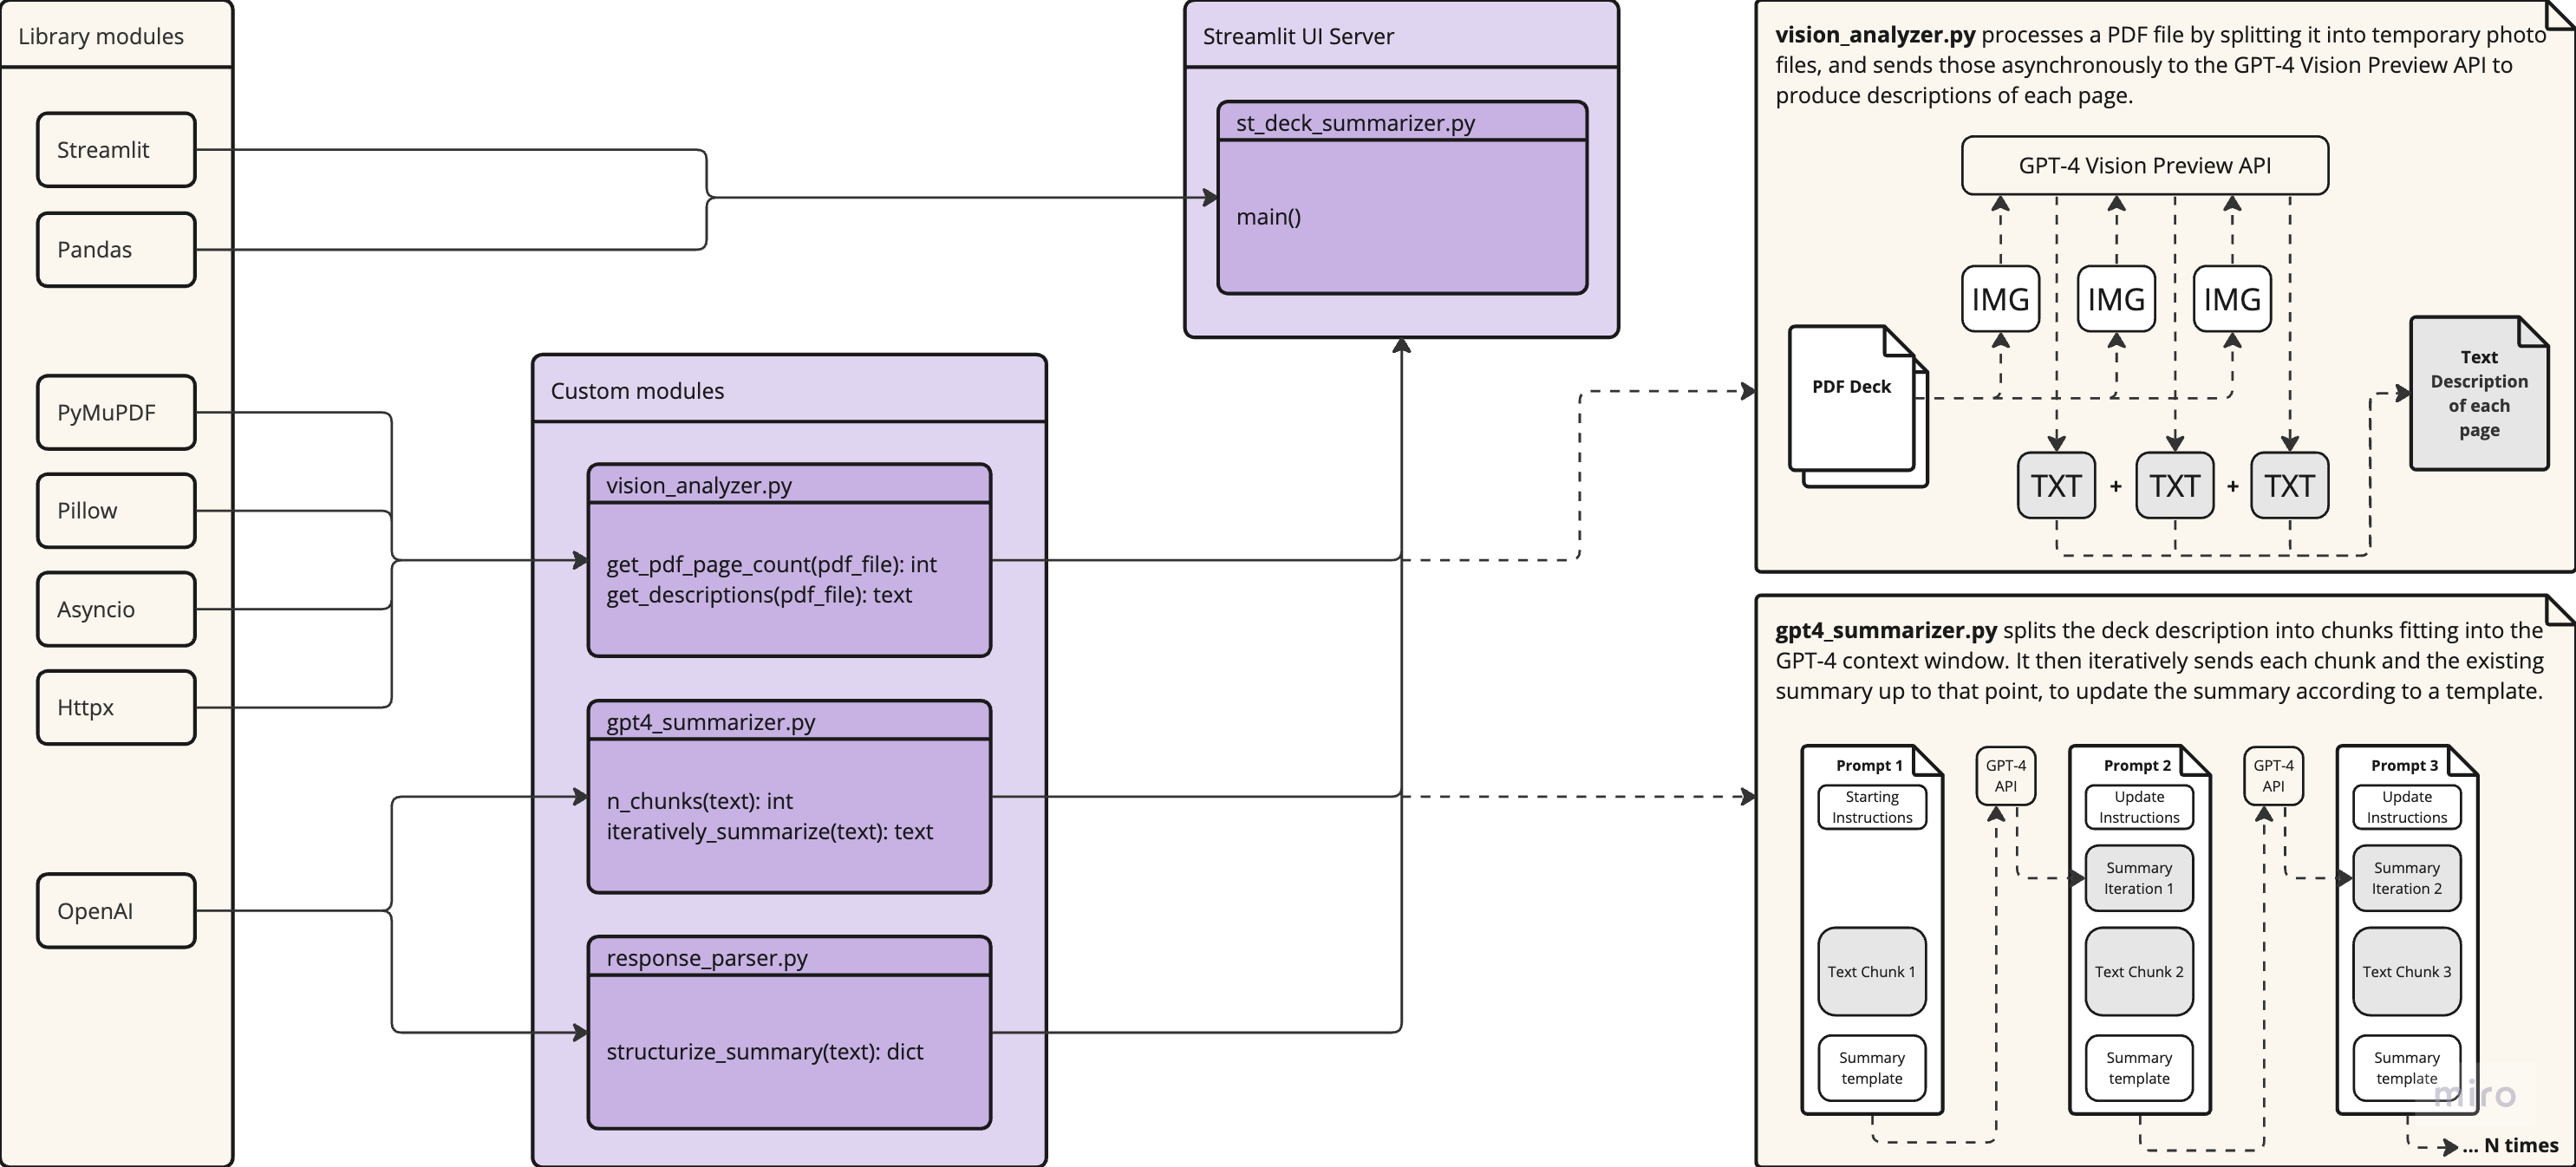 Library modules
Streamlit
Pandas
PyMuPDF
Pillow
Asyncio
Httpx
OpenAI
Custom modules
vision_analyzer.py
get_pdf_page_count(pdf_file): int
get_descriptions(pdf_file): text
gpt4_summarizer.py
n_chunks(text): int
iteratively_summarize(text): text
response_parser.py
structurize_summary(text): dict
Streamlit UI Server
st_deck_summarizer.py
main()
vision_analyzer.py processes a PDF file by splitting it into temporary photo
files, and sends those asynchronously to the GPT-4 Vision Preview API to
produce descriptions of each page.
GPT-4 Vision Preview API
IMG
IMG
IMG
PDF Deck
TXT
+
TXT
+
TXT
Text
Description
of each
page
gpt4_summarizer.py splits the deck description into chunks fitting into the
GPT-4 context window. It then iteratively sends each chunk and the existing
summary up to that point, to update the summary according to a template.
Prompt 1
Starting
Instructions
Text Chunk 1
Summary
template
GPT-4
API
Prompt 2
Update
Instructions
Summary
Iteration 1
Text Chunk 2
Summary
template
GPT-4
API
Prompt 3
Update
Instructions
Summary
Iteration 2
Text Chunk 3
Summary
template
miro
... N times